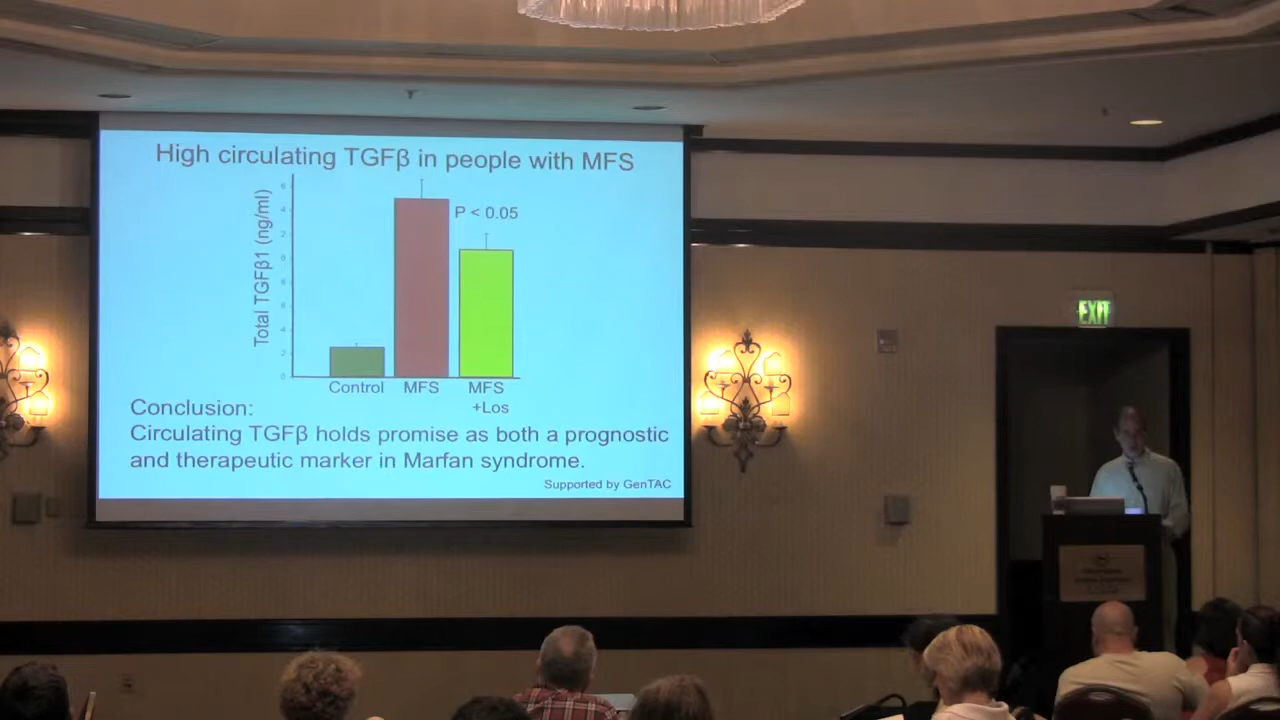 High circulating TGFβ in people with MFS
Total TGFβ1 (ng/ml)
P < 0.05
Control
MFS
MFS
+Los
Conclusion:
Circulating TGFβ holds promise as both a prognostic
and therapeutic marker in Marfan syndrome.
Supported by GenTAC
EXIT